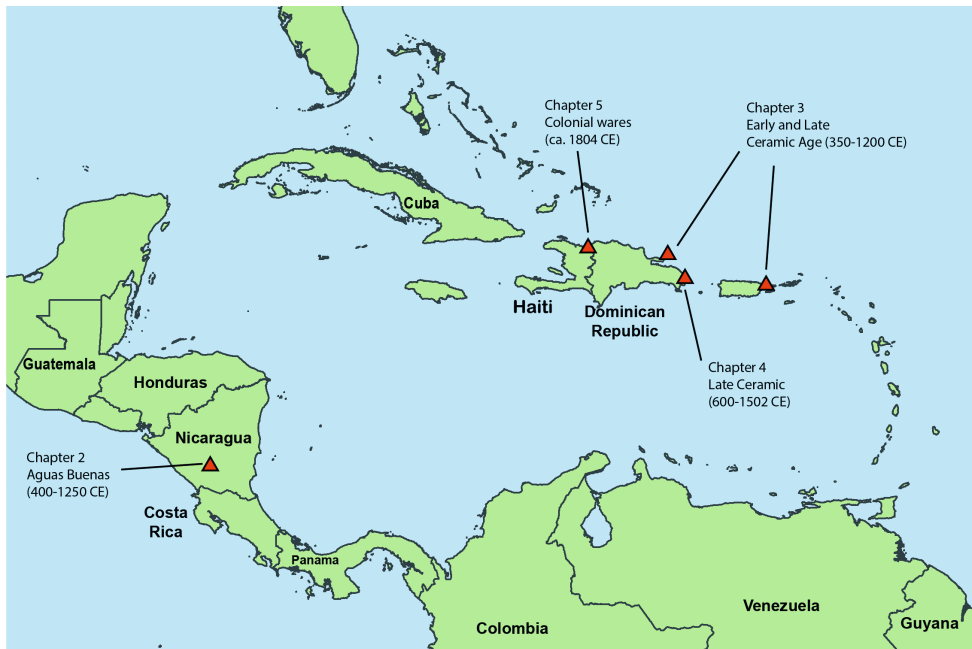 Chapter 5
Colonial wares
(ca. 1804 CE)
Chapter 3
Early and Late
Ceramic Age (350-1200 CE)
Cuba
Haiti
Dominican
Republic
Guatemala
Honduras
Chapter 4
Late Ceramic
(600-1502 CE)
Nicaragua
Chapter 2
Aguas Buenas
(400-1250 CE)
Costa
Rica
Panama
Venezuela
Colombia
Guyana